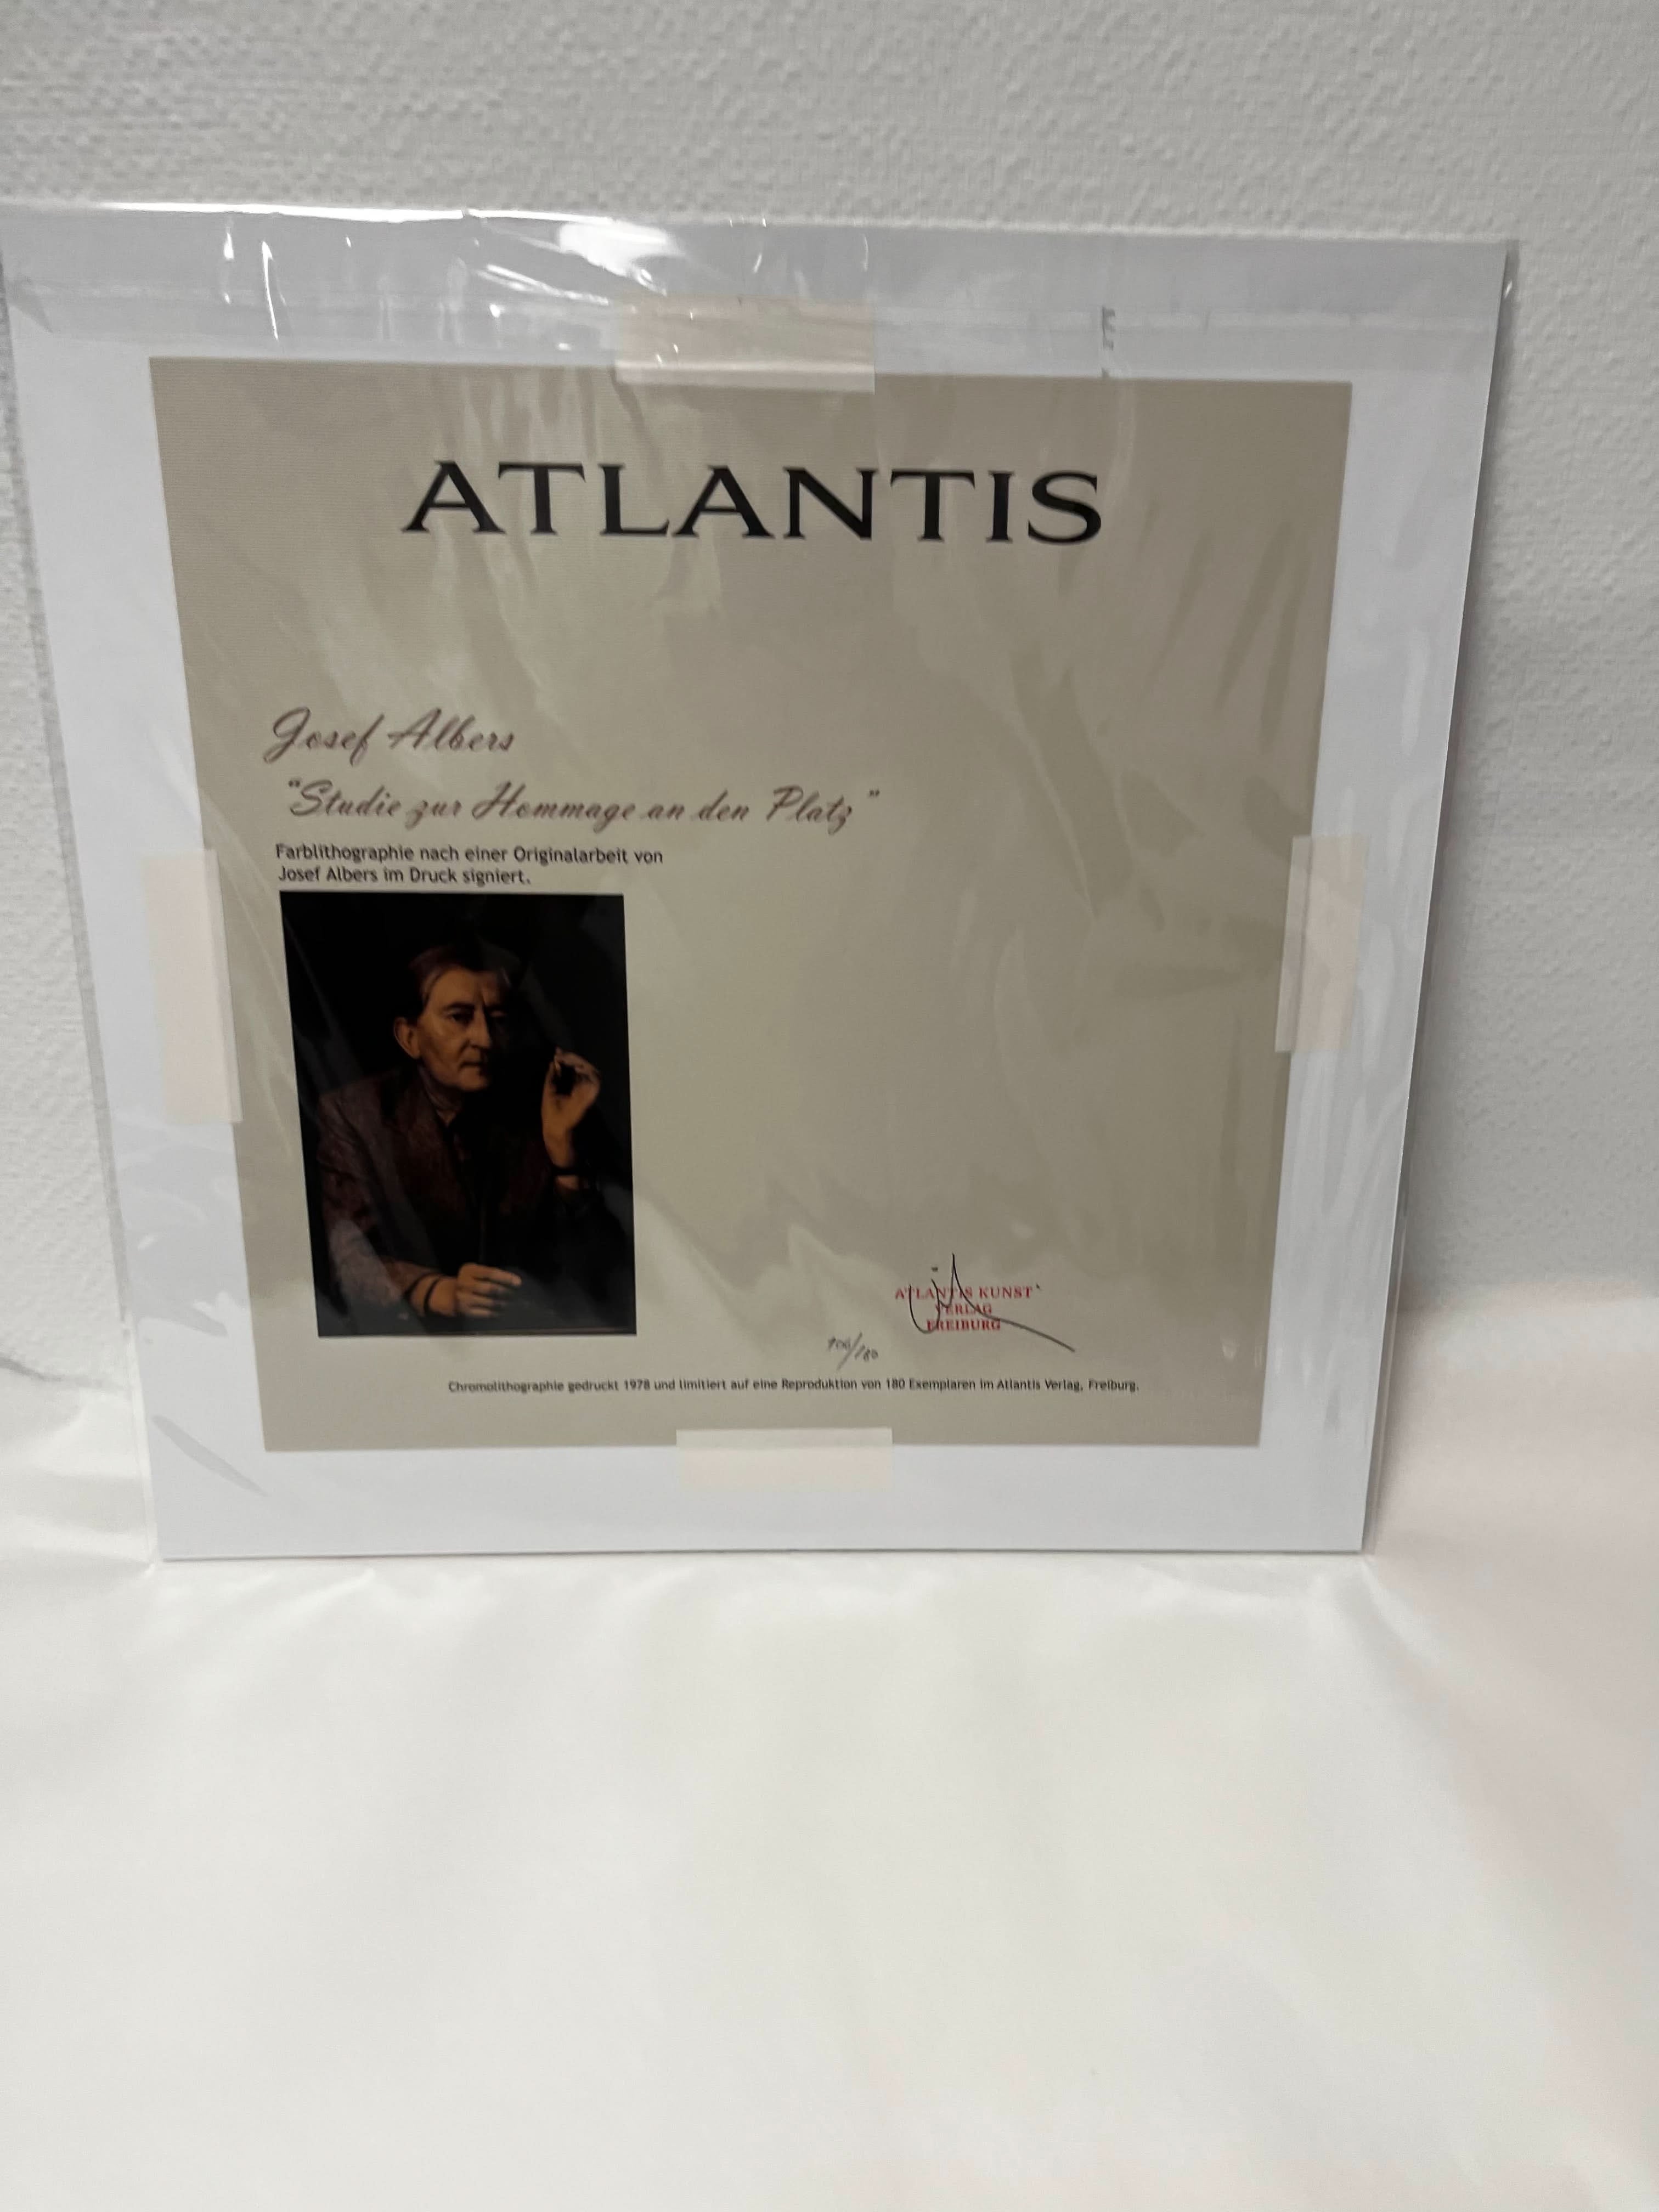 ATLANTIS
Josef Albers
"Studie zur Hommage an den Platz"
Farblithographie nach einer Originalarbeit von
Josef Albers im Druck signiert.
ATLANTIS KUNST
VERLAG
FREIBURG
/180
Chromolithographie gedruckt 1978 und limitiert auf eine Reproduktion von 180 Exemplaren im Atlantis Verlag, Freiburg.